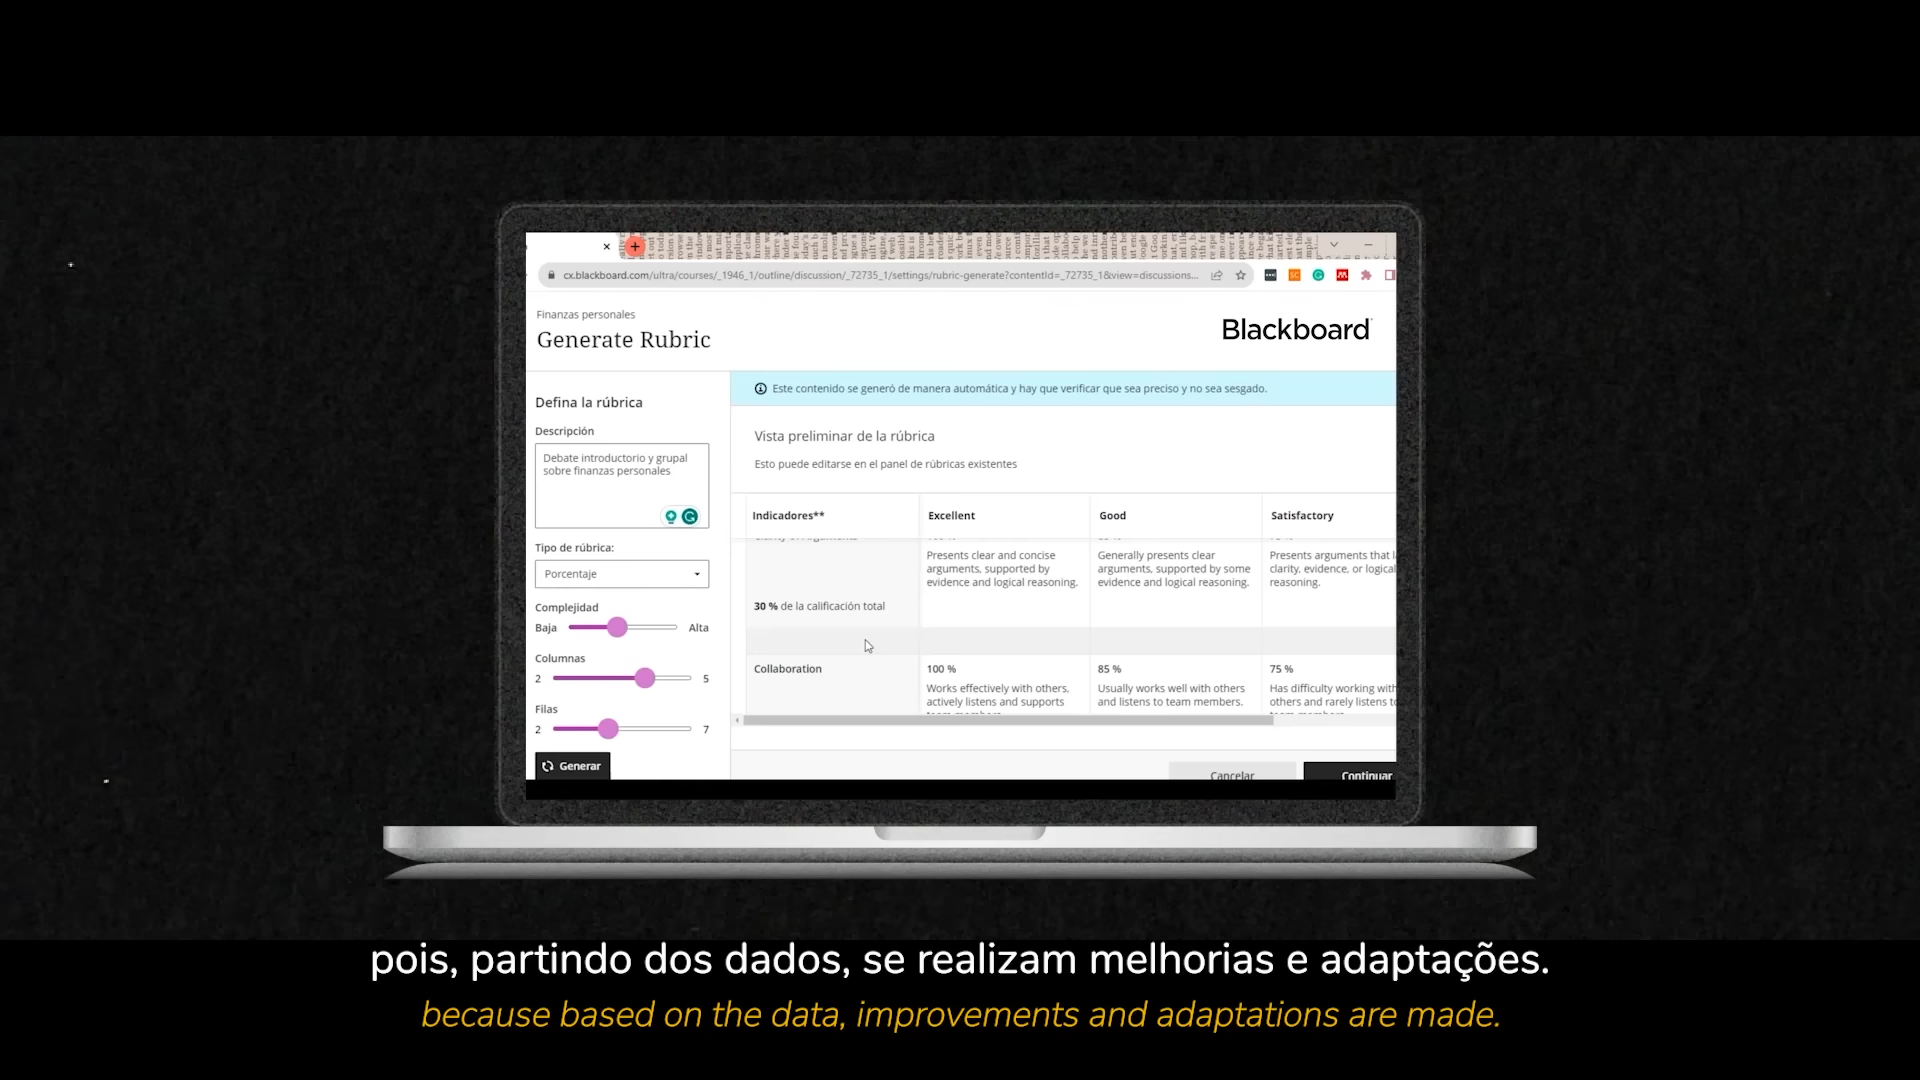 cx.blackboard.com/ultra/courses/_1946_1/outline/discussion/_72735_1/settings/rubric-generate?contentId=_72735_1&view=discussions...
Finanzas personales
Generate Rubric
Blackboard
Defina la rúbrica
Descripción
Debate introductorio y grupal
sobre finanzas personales
Tipo de rúbrica:
Porcentaje
Complejidad
Baja
Alta
Columnas
2
5
Filas
2
7
Generar
Este contenido se generó de manera automática y hay que verificar que sea preciso y no sea sesgado.
Vista preliminar de la rúbrica
Esto puede editarse en el panel de rúbricas existentes
Indicadores**
Excellent
Good
Satisfactory
30 % de la calificación total
Presents clear and concise
arguments, supported by
evidence and logical reasoning.
Generally presents clear
arguments, supported by some
evidence and logical reasoning.
Presents arguments that
clarity, evidence, or logical
reasoning.
Collaboration
100 %
Works effectively with others,
actively listens and supports
85 %
Usually works well with others
and listens to team members.
75 %
Has difficulty working with
others and rarely listens to
Cancelar
Continuar
pois, partindo dos dados, se realizam melhorias e adaptações.
because based on the data, improvements and adaptations are made.